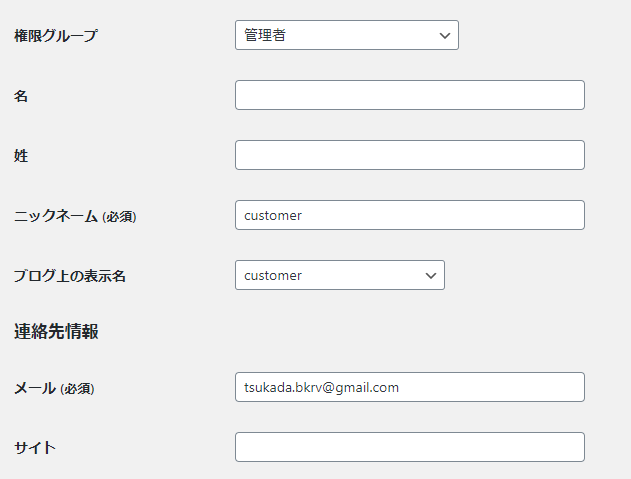 権限グループ 管理者
名
姓
ニックネーム (必須) customer
ブログ上の表示名 customer
連絡先情報
メール (必須) tsukada.bkrv@gmail.com
サイト